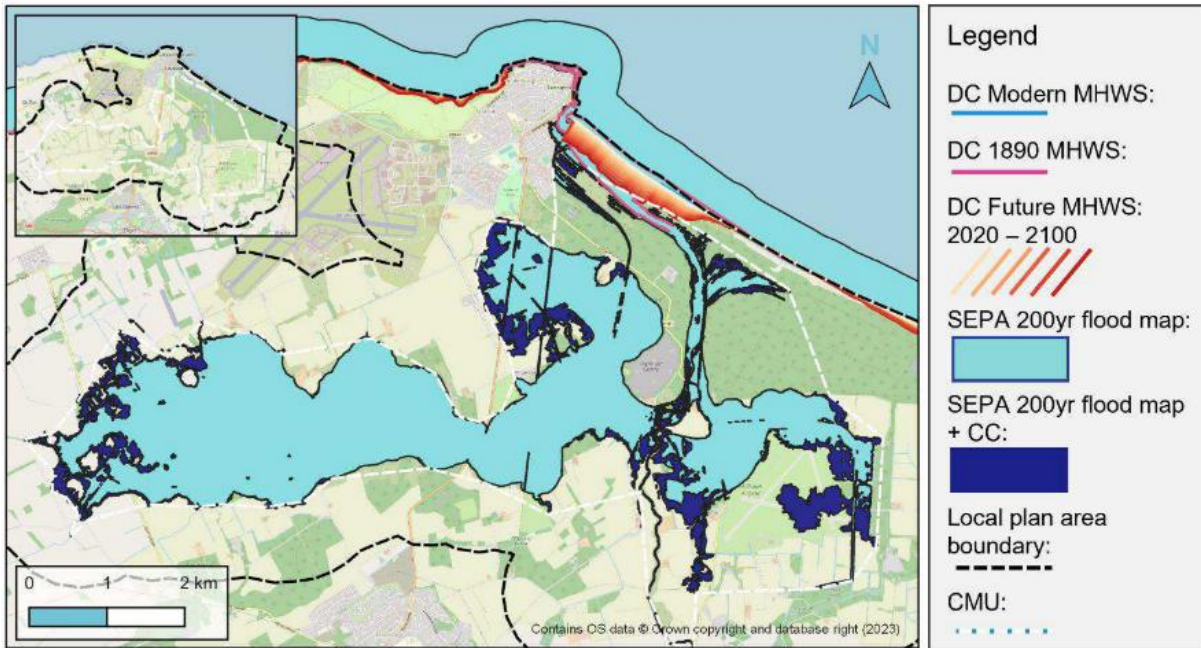 N
0 1 2 km
Contains OS data © Crown copyright and database right (2023)
Legend
DC Modern MHWS:
DC 1890 MHWS:
DC Future MHWS:
2020 – 2100
SEPA 200yr flood map:
SEPA 200yr flood map
+ CC:
Local plan area
boundary:
CMU: